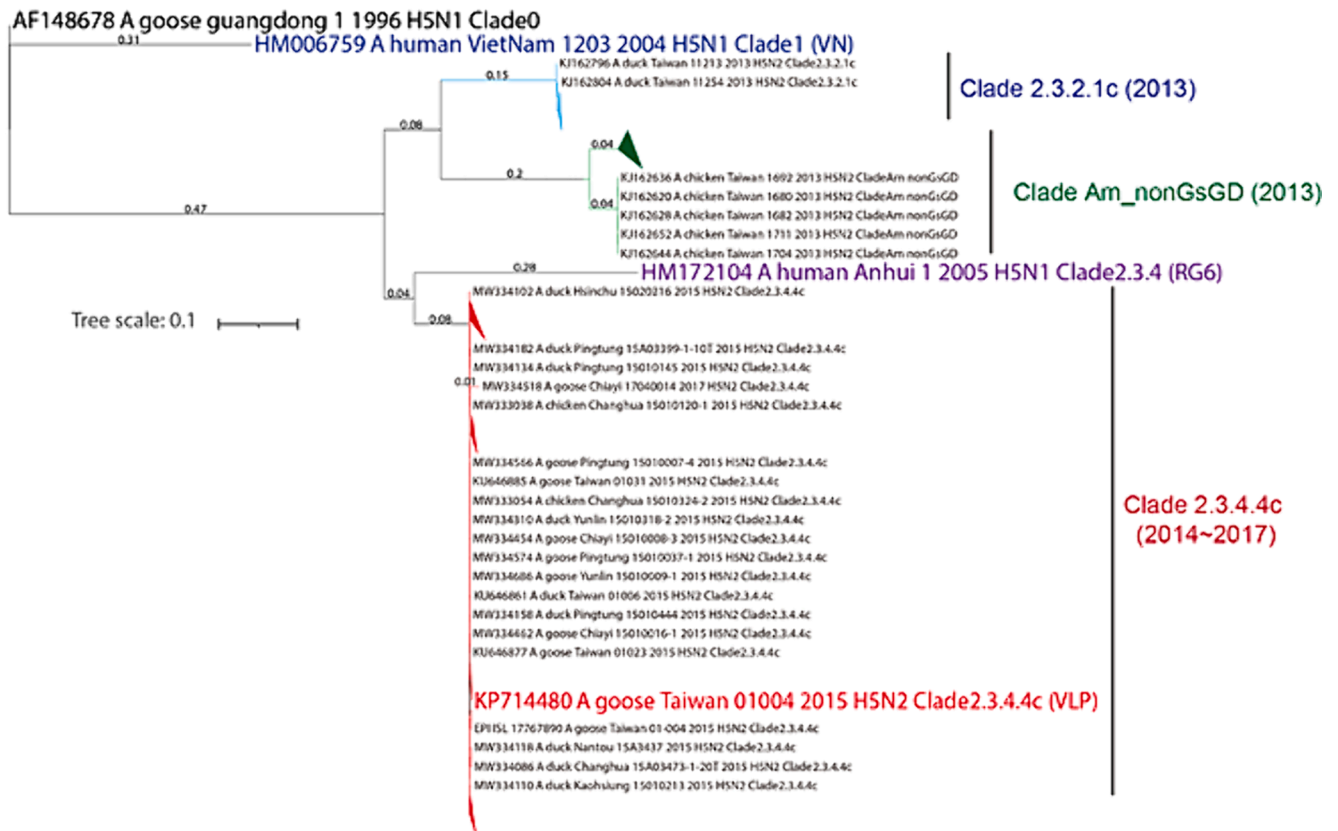 AF148678 A goose guangdong 1 1996 H5N1 Clade0
0.31
HM006759 A human VietNam 1203 2004 H5N1 Clade1 (VN)
KJ162796 A duck Taiwan 11213 2013 H5N2 Clade2.3.2.1c
0.15
KJ162804 A duck Taiwan 11254 2013 H5N2 Clade2.3.2.1c
Clade 2.3.2.1c (2013)
0.08
0.04
0.2
KJ162636 A chicken Taiwan 1692 2013 H5N2 CladeAm nonGsGD
KJ162620 A chicken Taiwan 1680 2013 H5N2 CladeAm nonGsGD
Clade Am_nonGsGD (2013)
0.04
0.47
KJ162628 A chicken Taiwan 1682 2013 H5N2 CladeAm nonGsGD
KJ162652 A chicken Taiwan 1711 2013 H5N2 CladeAm nonGsGD
KJ162644 A chicken Taiwan 1704 2013 H5N2 CladeAm nonGsGD
0.28
HM172104 A human Anhui 1 2005 H5N1 Clade2.3.4 (RG6)
0.04
MW334102 A duck Hsinchu 15020216 2015 H5N2 Clade2.3.4.4c
Tree scale: 0.1
0.08
MW334182 A duck Pingtung 15A03399-1-10T 2015 H5N2 Clade2.3.4.4c
MW334134 A duck Pingtung 15010145 2015 H5N2 Clade2.3.4.4c
0.01
MW334518 A goose Chiayi 17040014 2017 H5N2 Clade2.3.4.4c
MW333038 A chicken Changhua 15010120-1 2015 H5N2 Clade2.3.4.4c
MW334566 A goose Pingtung 15010007-4 2015 H5N2 Clade2.3.4.4c
KU646885 A goose Taiwan 01031 2015 H5N2 Clade2.3.4.4c
MW333054 A chicken Changhua 15010324-2 2015 H5N2 Clade2.3.4.4c
MW334310 A duck Yunlin 15010318-2 2015 H5N2 Clade2.3.4.4c
MW334454 A goose Chiayi 15010008-3 2015 H5N2 Clade2.3.4.4c
MW334574 A goose Pingtung 15010037-1 2015 H5N2 Clade2.3.4.4c
MW334686 A goose Yunlin 15010009-1 2015 H5N2 Clade2.3.4.4c
KU646861 A duck Taiwan 01006 2015 H5N2 Clade2.3.4.4c
MW334158 A duck Pingtung 15010444 2015 H5N2 Clade2.3.4.4c
MW334462 A goose Chiayi 15010016-1 2015 H5N2 Clade2.3.4.4c
KU646877 A goose Taiwan 01023 2015 H5N2 Clade2.3.4.4c
Clade 2.3.4.4c
(2014~2017)
KP714480 A goose Taiwan 01004 2015 H5N2 Clade2.3.4.4c (VLP)
17767890 A goose Taiwan 01-004 2015 H5N2 Clade2.3.4.4c
MW334118 A duck Nantou 15A3437 2015 H5N2 Clade2.3.4.4c
MW334086 A duck Changhua 15A03473-1-20T 2015 H5N2 Clade2.3.4.4c
MW334110 A duck Kaohsiung 15010213 2015 H5N2 Clade2.3.4.4c